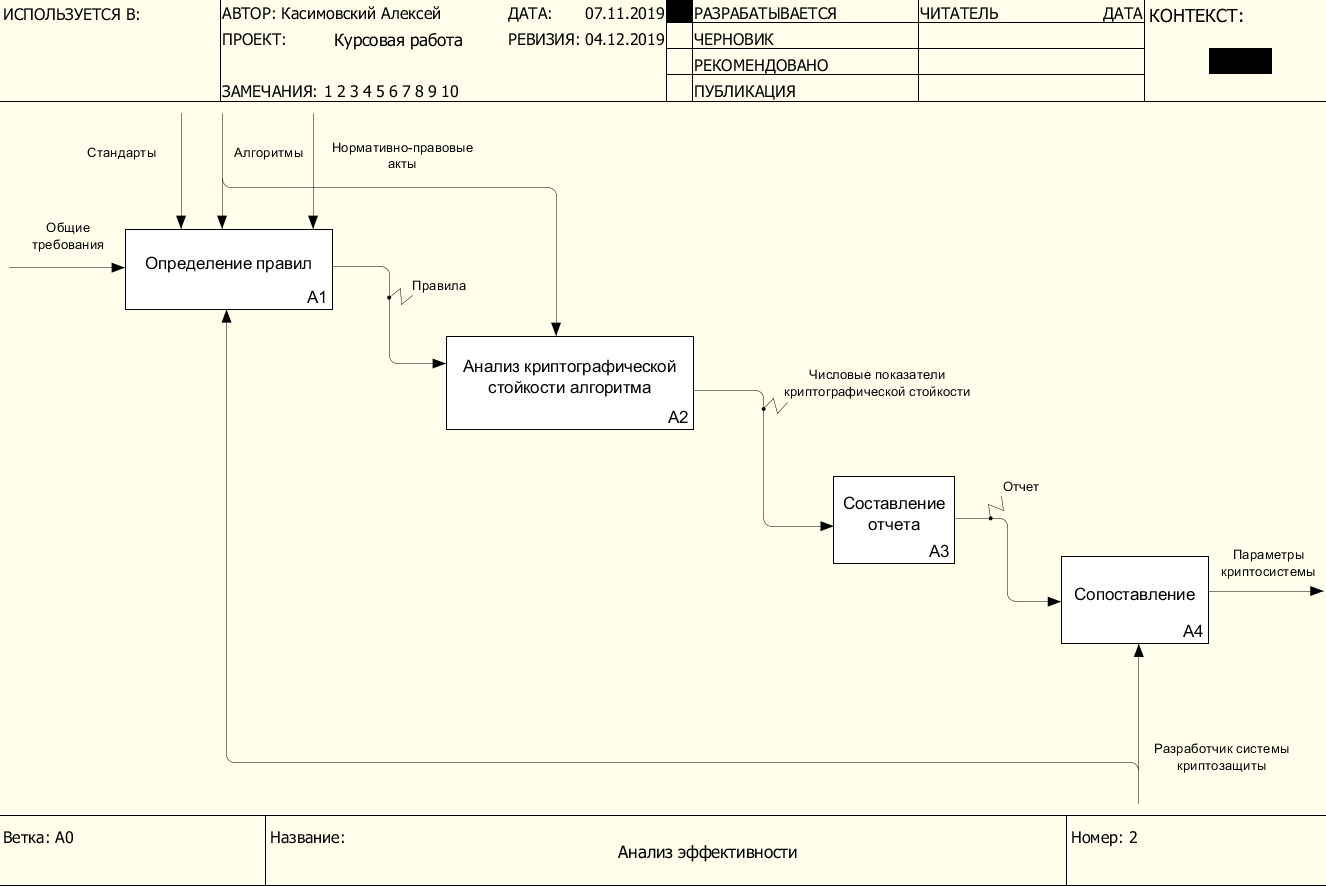 ИСПОЛЬЗУЕТСЯ В:
АВТОР: Касимовский Алексей
ДАТА: 07.11.2019
ПРОЕКТ: Курсовая работа
РЕВИЗИЯ: 04.12.2019
ЗАМЕЧАНИЯ: 1 2 3 4 5 6 7 8 9 10
РАЗРАБАТЫВАЕТСЯ
ЧЕРНОВИК
РЕКОМЕНДОВАНО
ПУБЛИКАЦИЯ
ЧИТАТЕЛЬ
ДАТА
КОНТЕКСТ:
Стандарты
Алгоритмы
Нормативно-правовые
акты
Общие
требования
Определение правил
A1
Правила
Анализ криптографической
стойкости алгоритма
A2
Числовые показатели
криптографической стойкости
Составление
отчета
A3
Отчет
Сопоставление
A4
Параметры
криптосистемы
Разработчик системы
криптозащиты
Ветка: A0
Название:
Анализ эффективности
Номер: 2